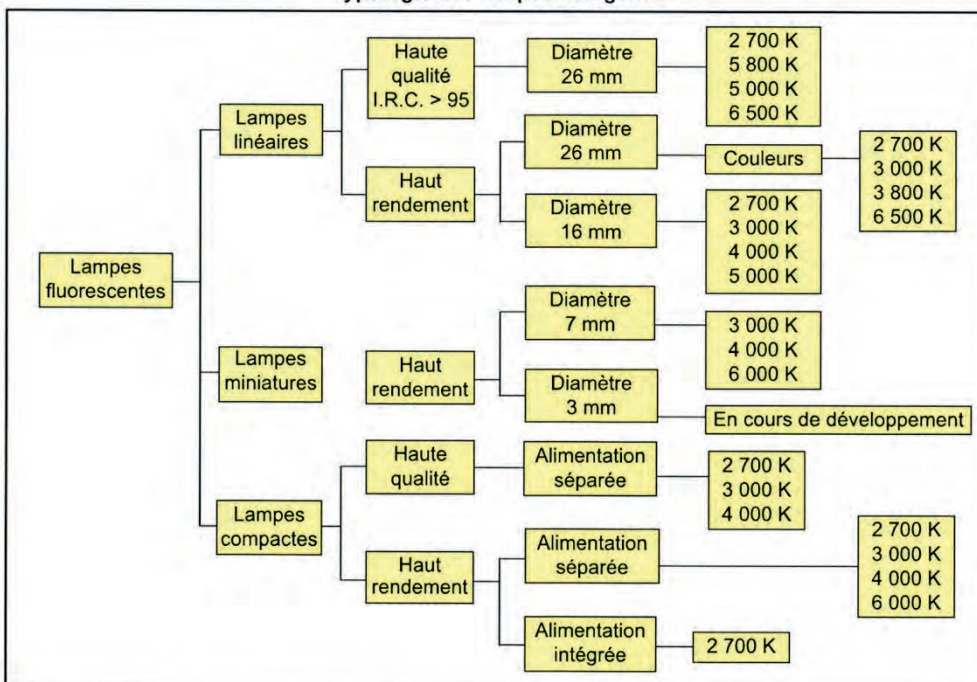 Haute
qualité
I.R.C. > 95
Diamètre
26 mm
2 700 K
5 800 K
5 000 K
6 500 K
Lampes
linéaires
Haut
rendement
Diamètre
26 mm
Couleurs
2 700 K
3 000 K
3 800 K
6 500 K
Diamètre
16 mm
2 700 K
3 000 K
4 000 K
5 000 K
Lampes
fluorescentes
Lampes
miniatures
Haut
rendement
Diamètre
7 mm
3 000 K
4 000 K
6 000 K
Diamètre
3 mm
En cours de développement
Lampes
compactes
Haute
qualité
Alimentation
séparée
2 700 K
3 000 K
4 000 K
Haut
rendement
Alimentation
séparée
2 700 K
3 000 K
4 000 K
6 000 K
Alimentation
intégrée
2 700 K